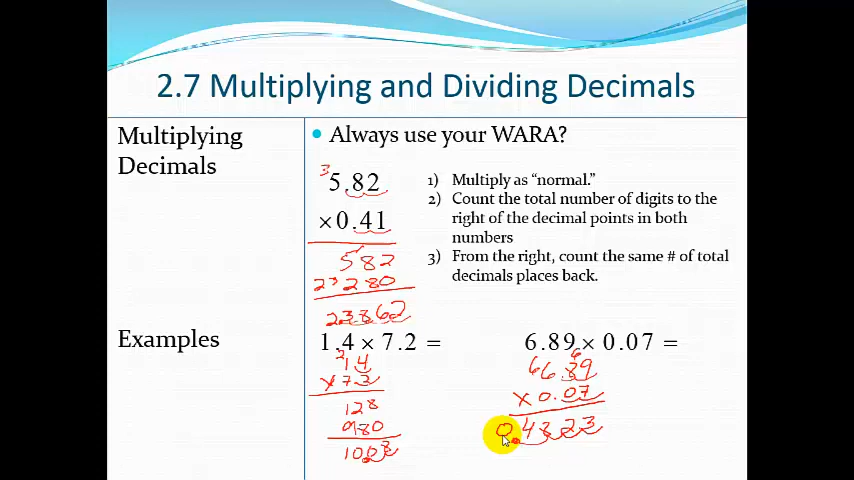 2.7 Multiplying and Dividing Decimals
Multiplying
Decimals
• Always use your WARA?
3
5.82
×0.41
582
23280
23862
1) Multiply as “normal.”
2) Count the total number of digits to the
right of the decimal points in both
numbers
3) From the right, count the same # of total
decimals places back.
Examples
1.4 × 7.2 =
14
128
980
6.89 × 0.07 =
6
× 0.07
0.4823